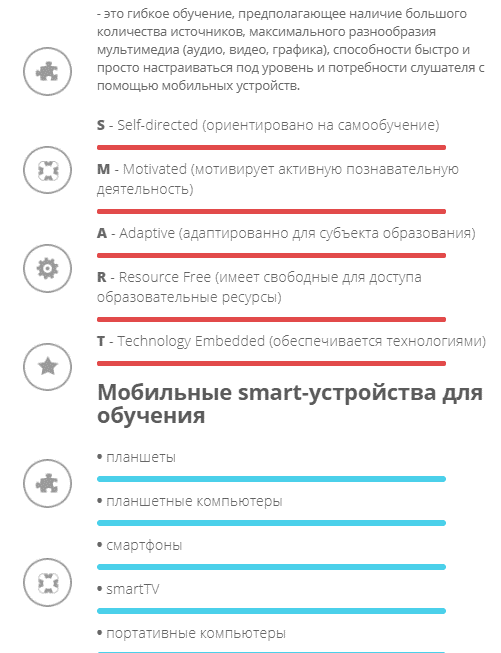 - это гибкое обучение, предполагающее наличие большого
количества источников, максимального разнообразия
мультимедиа (аудио, видео, графика), способности быстро и
просто настраиваться под уровень и потребности слушателя с
помощью мобильных устройств.
S - Self-directed (ориентировано на самообучение)
M - Motivated (мотивирует активную познавательную
деятельность)
A - Adaptive (адаптированно для субъекта образования)
R - Resource Free (имеет свободные для доступа
образовательные ресурсы)
T - Technology Embedded (обеспечивается технологиями)
Мобильные smart-устройства для
обучения
• планшеты
• планшетные компьютеры
• смартфоны
• smartTV
• портативные компьютеры